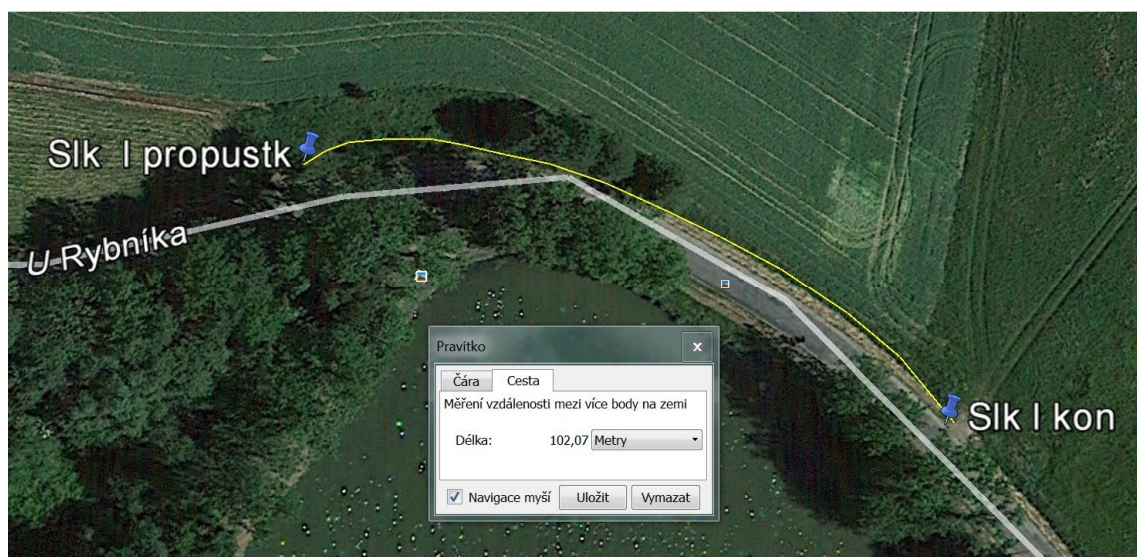 Slk I propustk
U Rybníka
Pravítko
x
Čára
Cesta
Měření vzdálenosti mezi více body na zemi
Délka:
102,07
Metry
Navigace myší
Uložit
Vymazat
Slk I kon